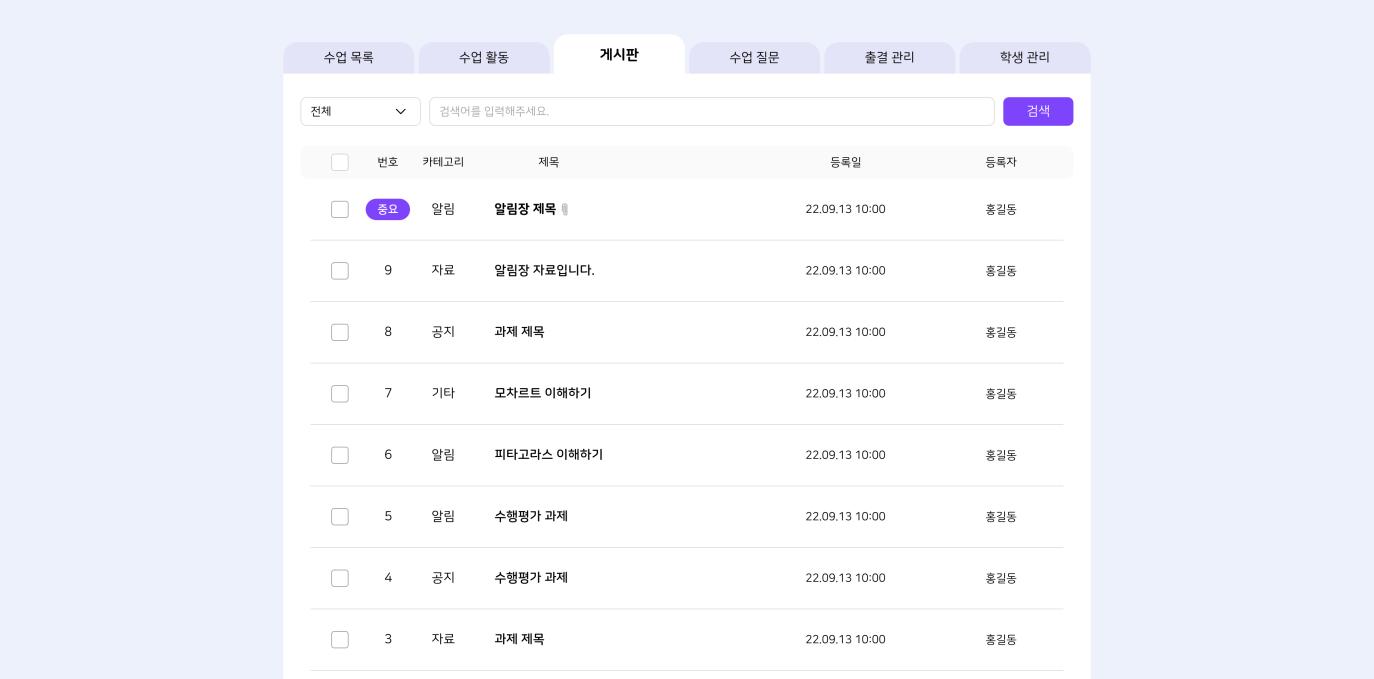 수업 목록 수업 활동 게시판 수업 질문 출결 관리 학생 관리
전체 검색어를 입력해주세요. 검색
번호 카테고리 제목 등록일 등록자
중요 알림 알림장 제목 22.09.13 10:00 홍길동
9 자료 알림장 자료입니다. 22.09.13 10:00 홍길동
8 공지 과제 제목 22.09.13 10:00 홍길동
7 기타 모차르트 이해하기 22.09.13 10:00 홍길동
6 알림 피타고라스 이해하기 22.09.13 10:00 홍길동
5 알림 수행평가 과제 22.09.13 10:00 홍길동
4 공지 수행평가 과제 22.09.13 10:00 홍길동
3 자료 과제 제목 22.09.13 10:00 홍길동